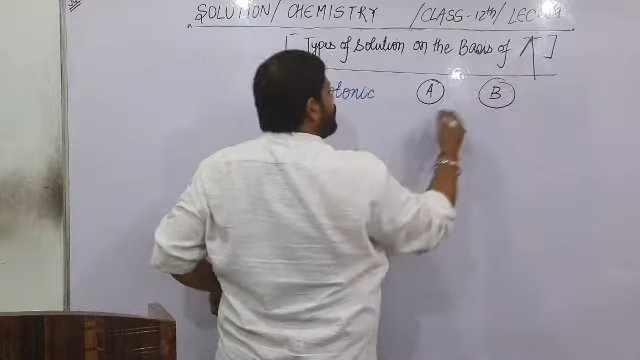 SOLUTION / CHEMISTRY / CLASS-12th /
[ Types of Solution on the Basis of π ]
tonic A B